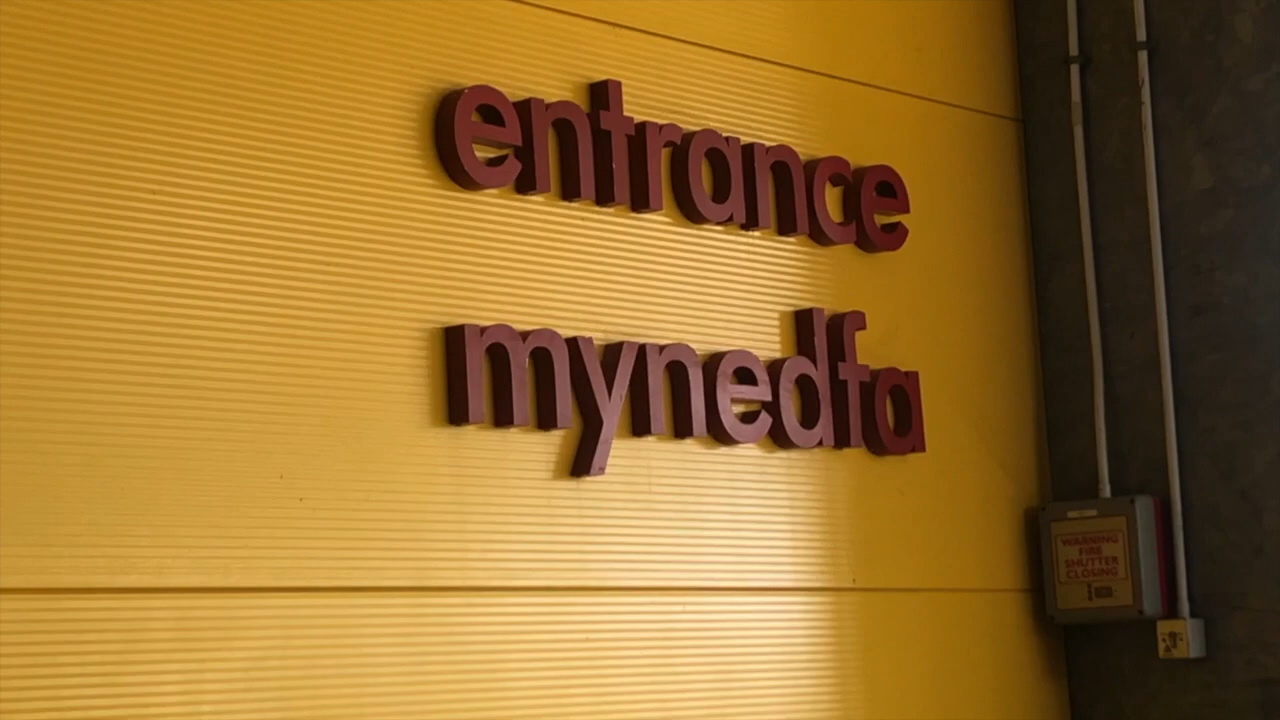 entrance
mynedfa
WARNING
FIRE
SHUTTER
CLOSING